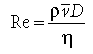 Re = ρv̅D / η